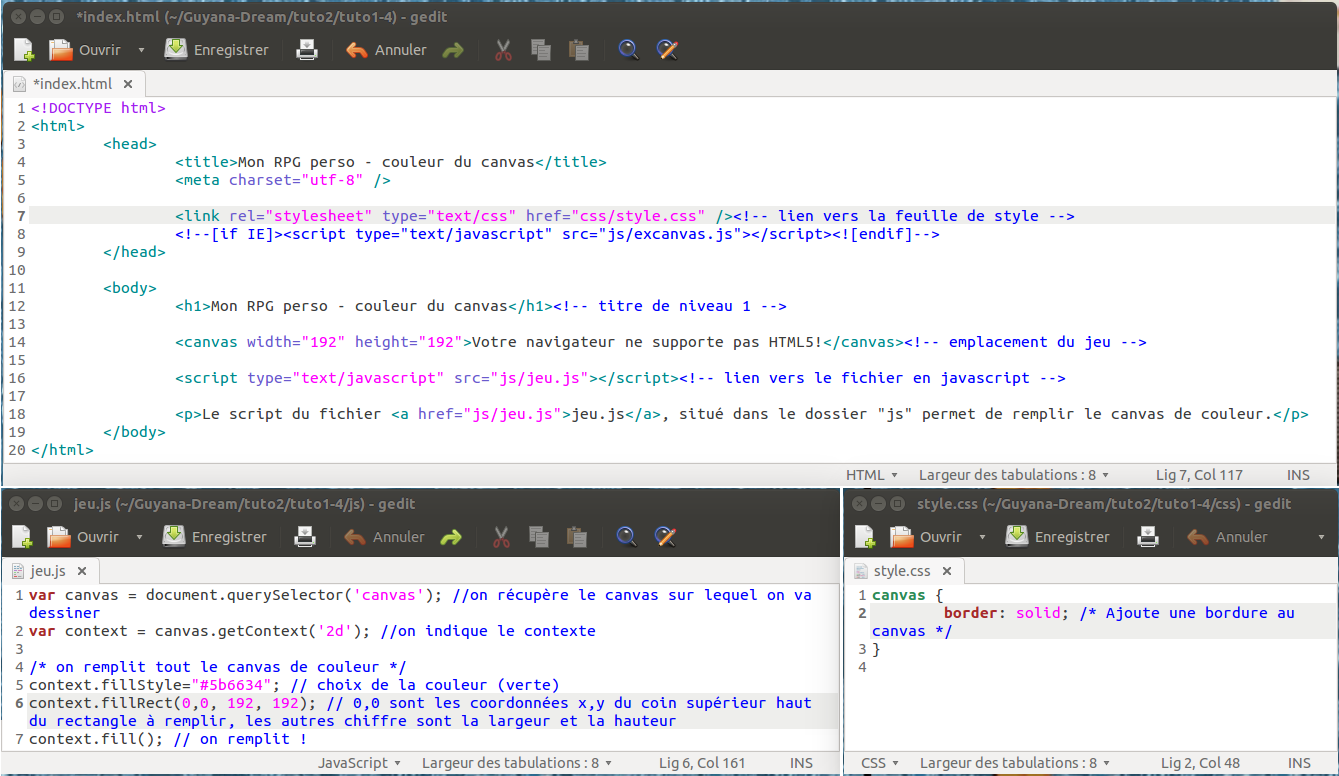 *index.html (~/Guyana-Dream/tuto2/tuto1-4) - gedit
Ouvrir Enregistrer Annuler
*index.html
1 <!DOCTYPE html>
2 <html>
3 <head>
4 <title>Mon RPG perso - couleur du canvas</title>
5 <meta charset="utf-8" />
6
7 <link rel="stylesheet" type="text/css" href="css/style.css" /><!-- lien vers la feuille de style -->
8 <!--[if IE]><script type="text/javascript" src="js/excanvas.js"></script><![endif]-->
9 </head>
10
11 <body>
12 <h1>Mon RPG perso - couleur du canvas</h1><!-- titre de niveau 1 -->
13
14 <canvas width="192" height="192">Votre navigateur ne supporte pas HTML5!</canvas><!-- emplacement du jeu -->
15
16 <script type="text/javascript" src="js/jeu.js"></script><!-- lien vers le fichier en javascript -->
17
18 <p>Le script du fichier <a href="js/jeu.js">jeu.js</a>, situé dans le dossier "js" permet de remplir le canvas de couleur.</p>
19 </body>
20 </html>
HTML Largeur des tabulations : 8 Lig 7, Col 117 INS
jeu.js (~/Guyana-Dream/tuto2/tuto1-4/js) - gedit
Ouvrir Enregistrer Annuler
jeu.js
1 var canvas = document.querySelector('canvas'); //on récupère le canvas sur lequel on va
dessiner
2 var context = canvas.getContext('2d'); //on indique le contexte
3
4 /* on remplit tout le canvas de couleur */
5 context.fillStyle="#5b6634"; // choix de la couleur (verte)
6 context.fillRect(0,0, 192, 192); // 0,0 sont les coordonnées x,y du coin supérieur haut
du rectangle à remplir, les autres chiffre sont la largeur et la hauteur
7 context.fill(); // on remplit !
JavaScript Largeur des tabulations : 8 Lig 6, Col 161 INS
style.css (~/Guyana-Dream/tuto2/tuto1-4/css) - gedit
Ouvrir Enregistrer Annuler
style.css
1 canvas {
2 border: solid; /* Ajoute une bordure au
canvas */
3 }
4
CSS Largeur des tabulations : 8 Lig 2, Col 48 INS